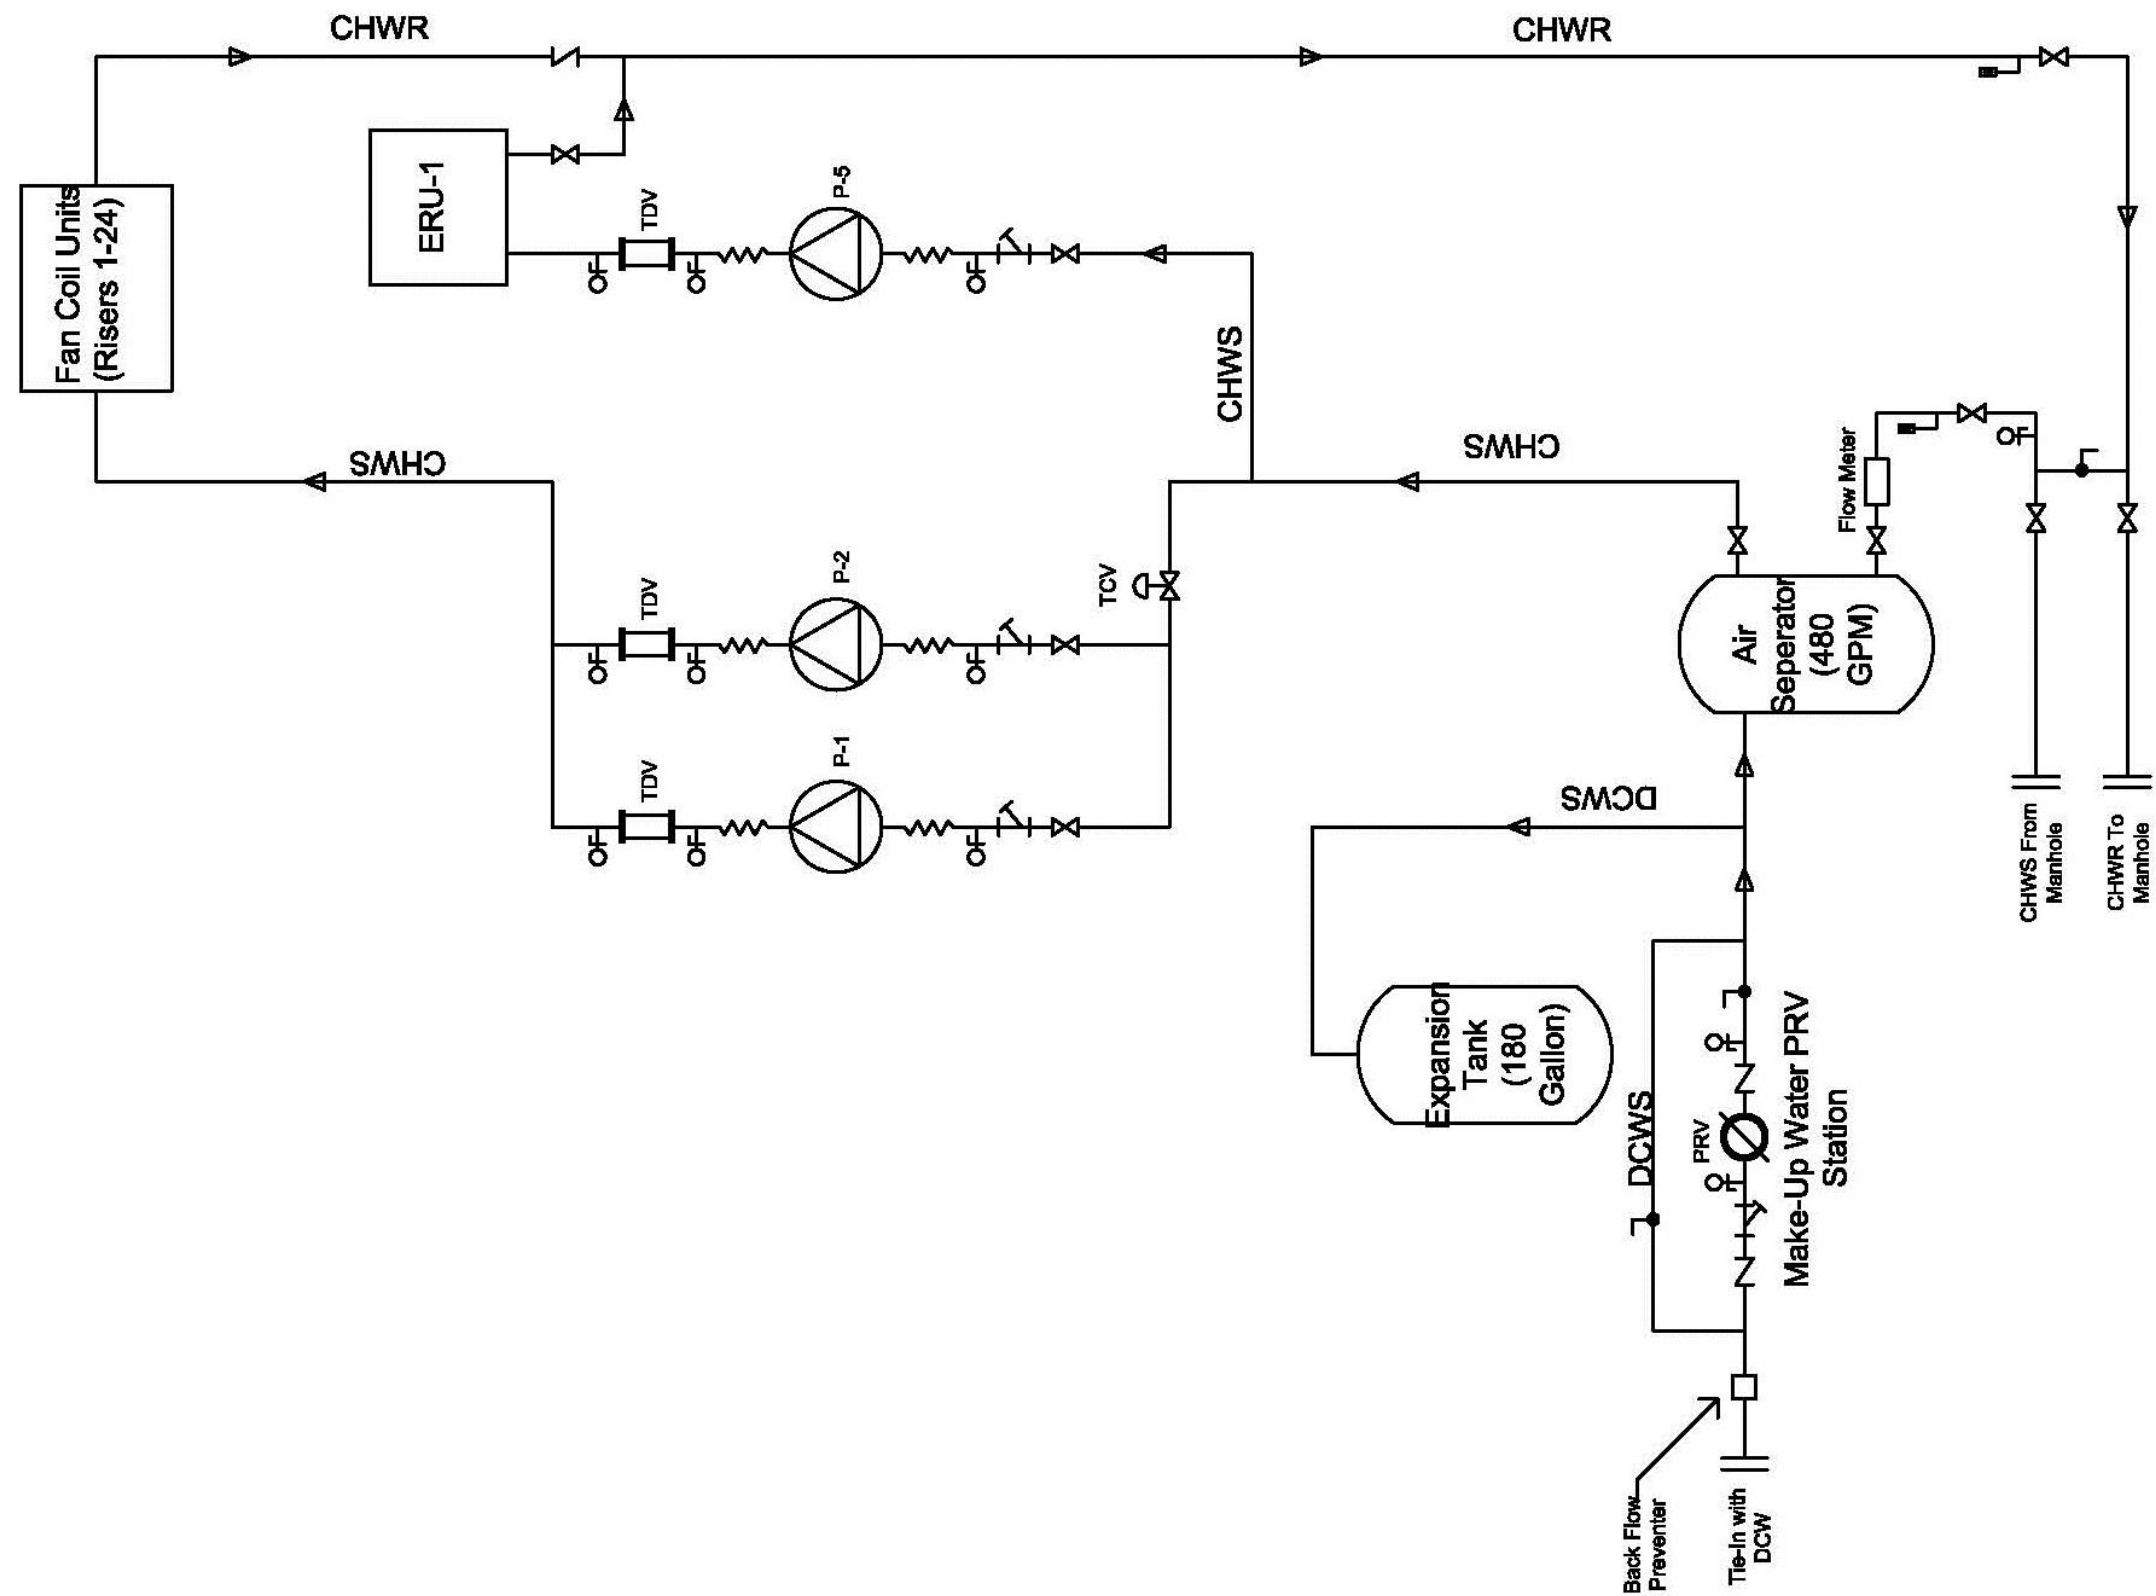 CHWR
CHWR
Fan Coil Units
(Risers 1-24)
ERU-1
TDV
P-5
CHWS
CHWS
CHWS
Flow Meter
TDV
P-2
TCV
Air
Seperator
(480
GPM)
TDV
P-1
DCWS
CHWS From
Manhole
CHWR To
Manhole
Expansion
Tank
(180
Gallon)
DCWS
PRV
Make-Up Water PRV
Station
Back Flow
Preventer
Tie-In with
DCW